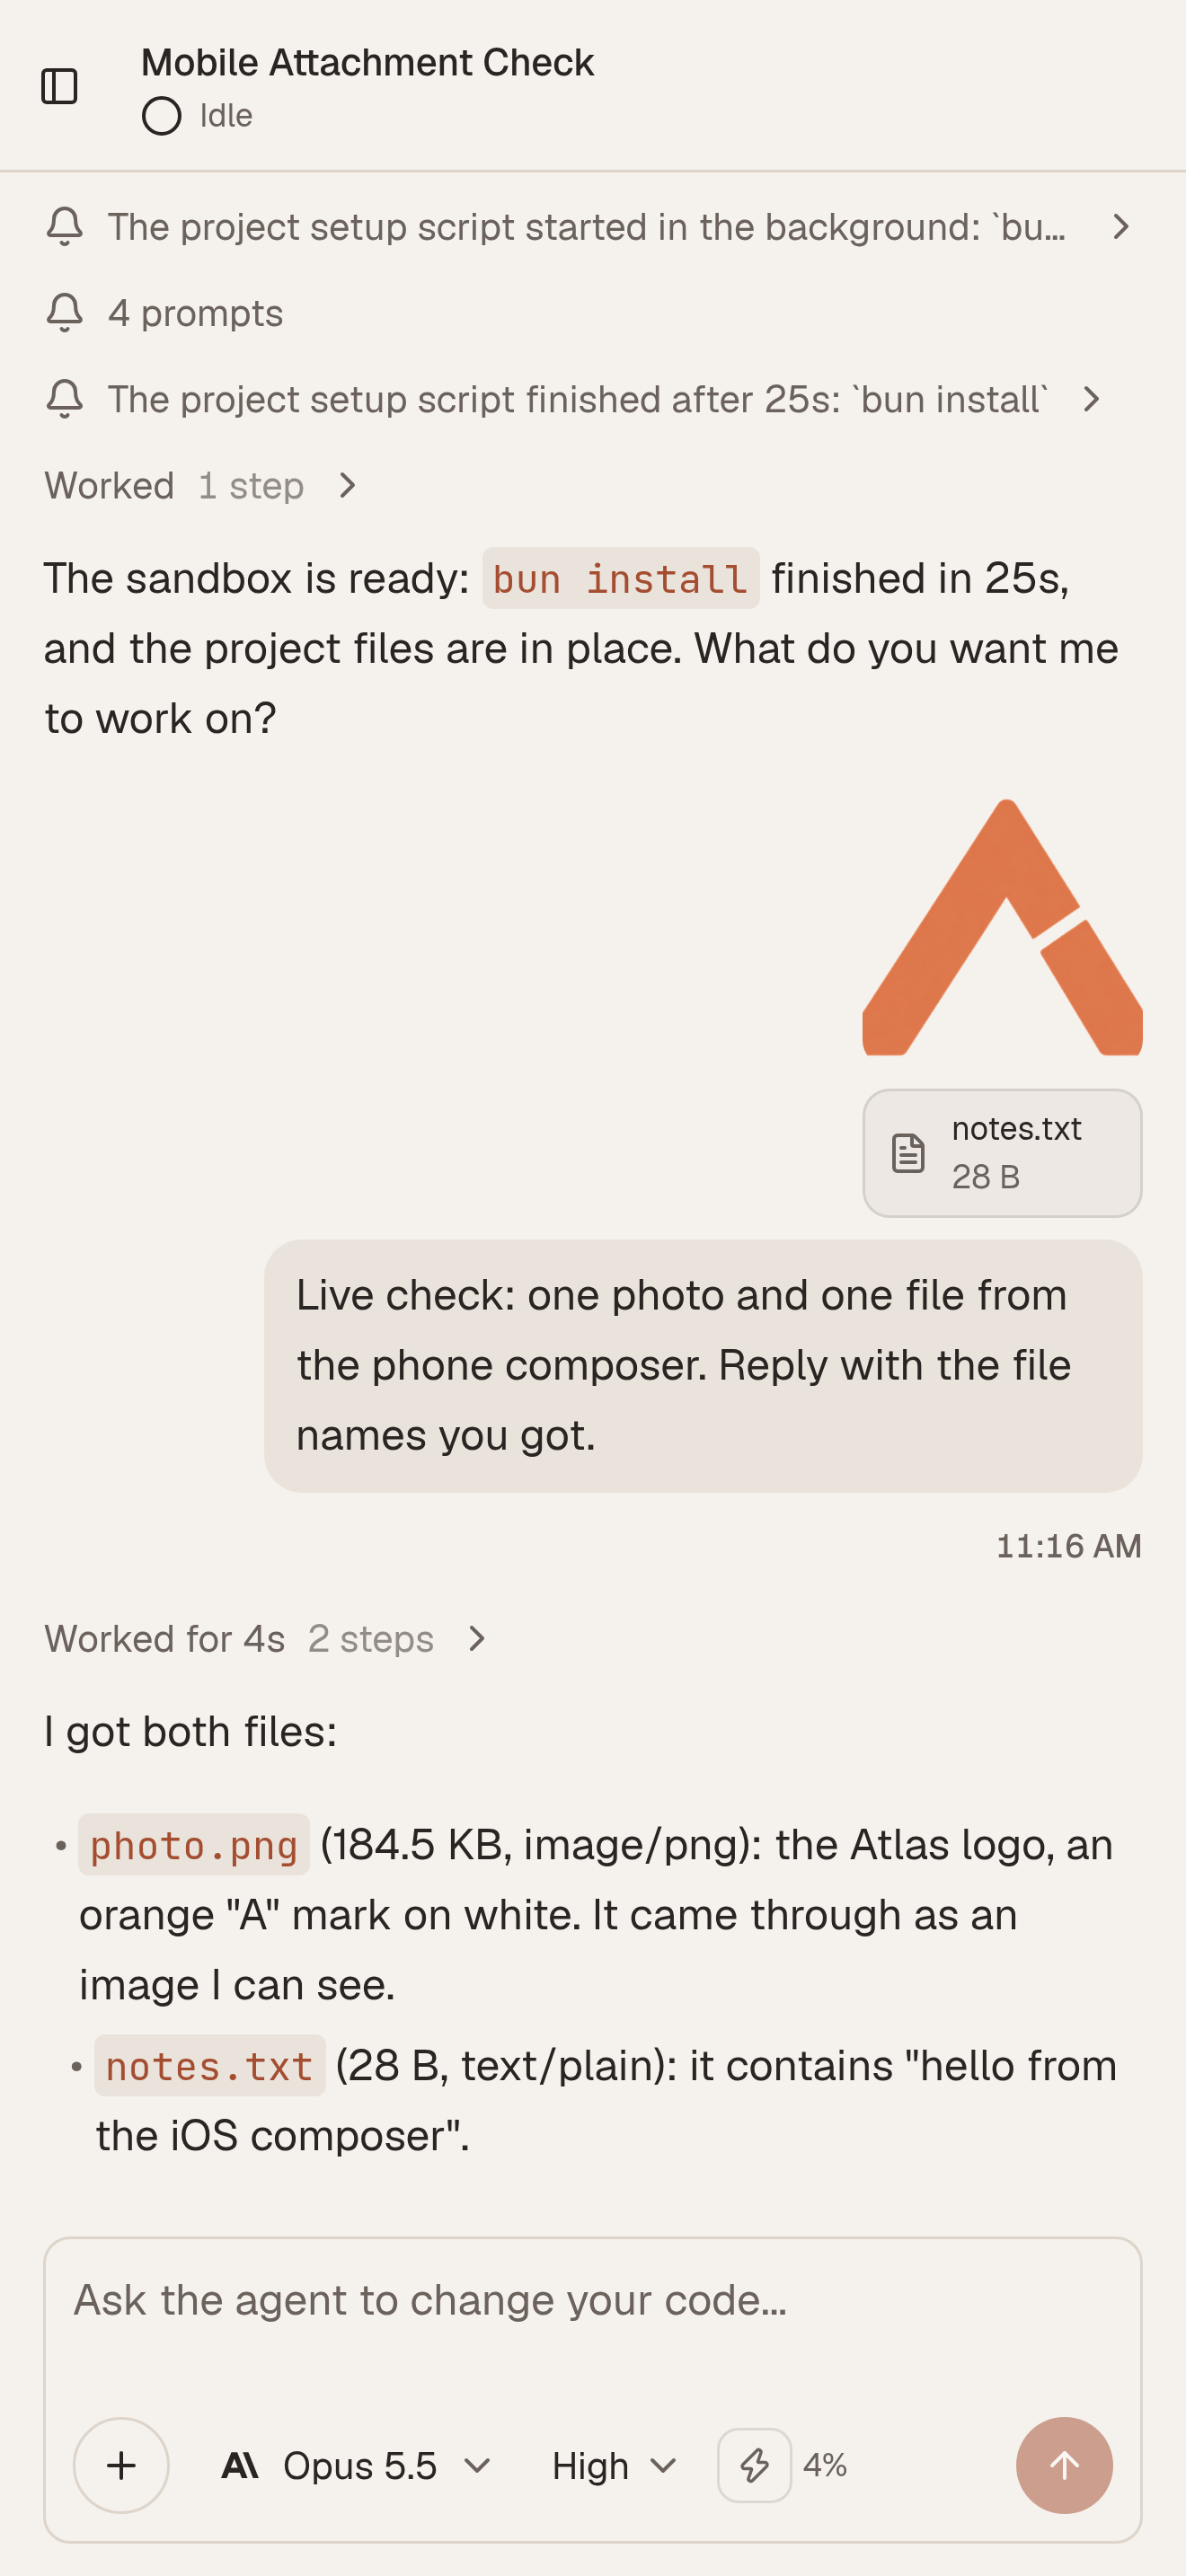 Mobile Attachment Check
Idle
The project setup script started in the background: `bu...
4 prompts
The project setup script finished after 25s: `bun install`
Worked 1 step
The sandbox is ready: bun install finished in 25s,
and the project files are in place. What do you want me
to work on?
notes.txt
28 B
Live check: one photo and one file from
the phone composer. Reply with the file
names you got.
11:16 AM
Worked for 4s 2 steps
I got both files:
• photo.png (184.5 KB, image/png): the Atlas logo, an
orange "A" mark on white. It came through as an
image I can see.
• notes.txt (28 B, text/plain): it contains "hello from
the iOS composer".
Ask the agent to change your code...
Opus 5.5 High 4%